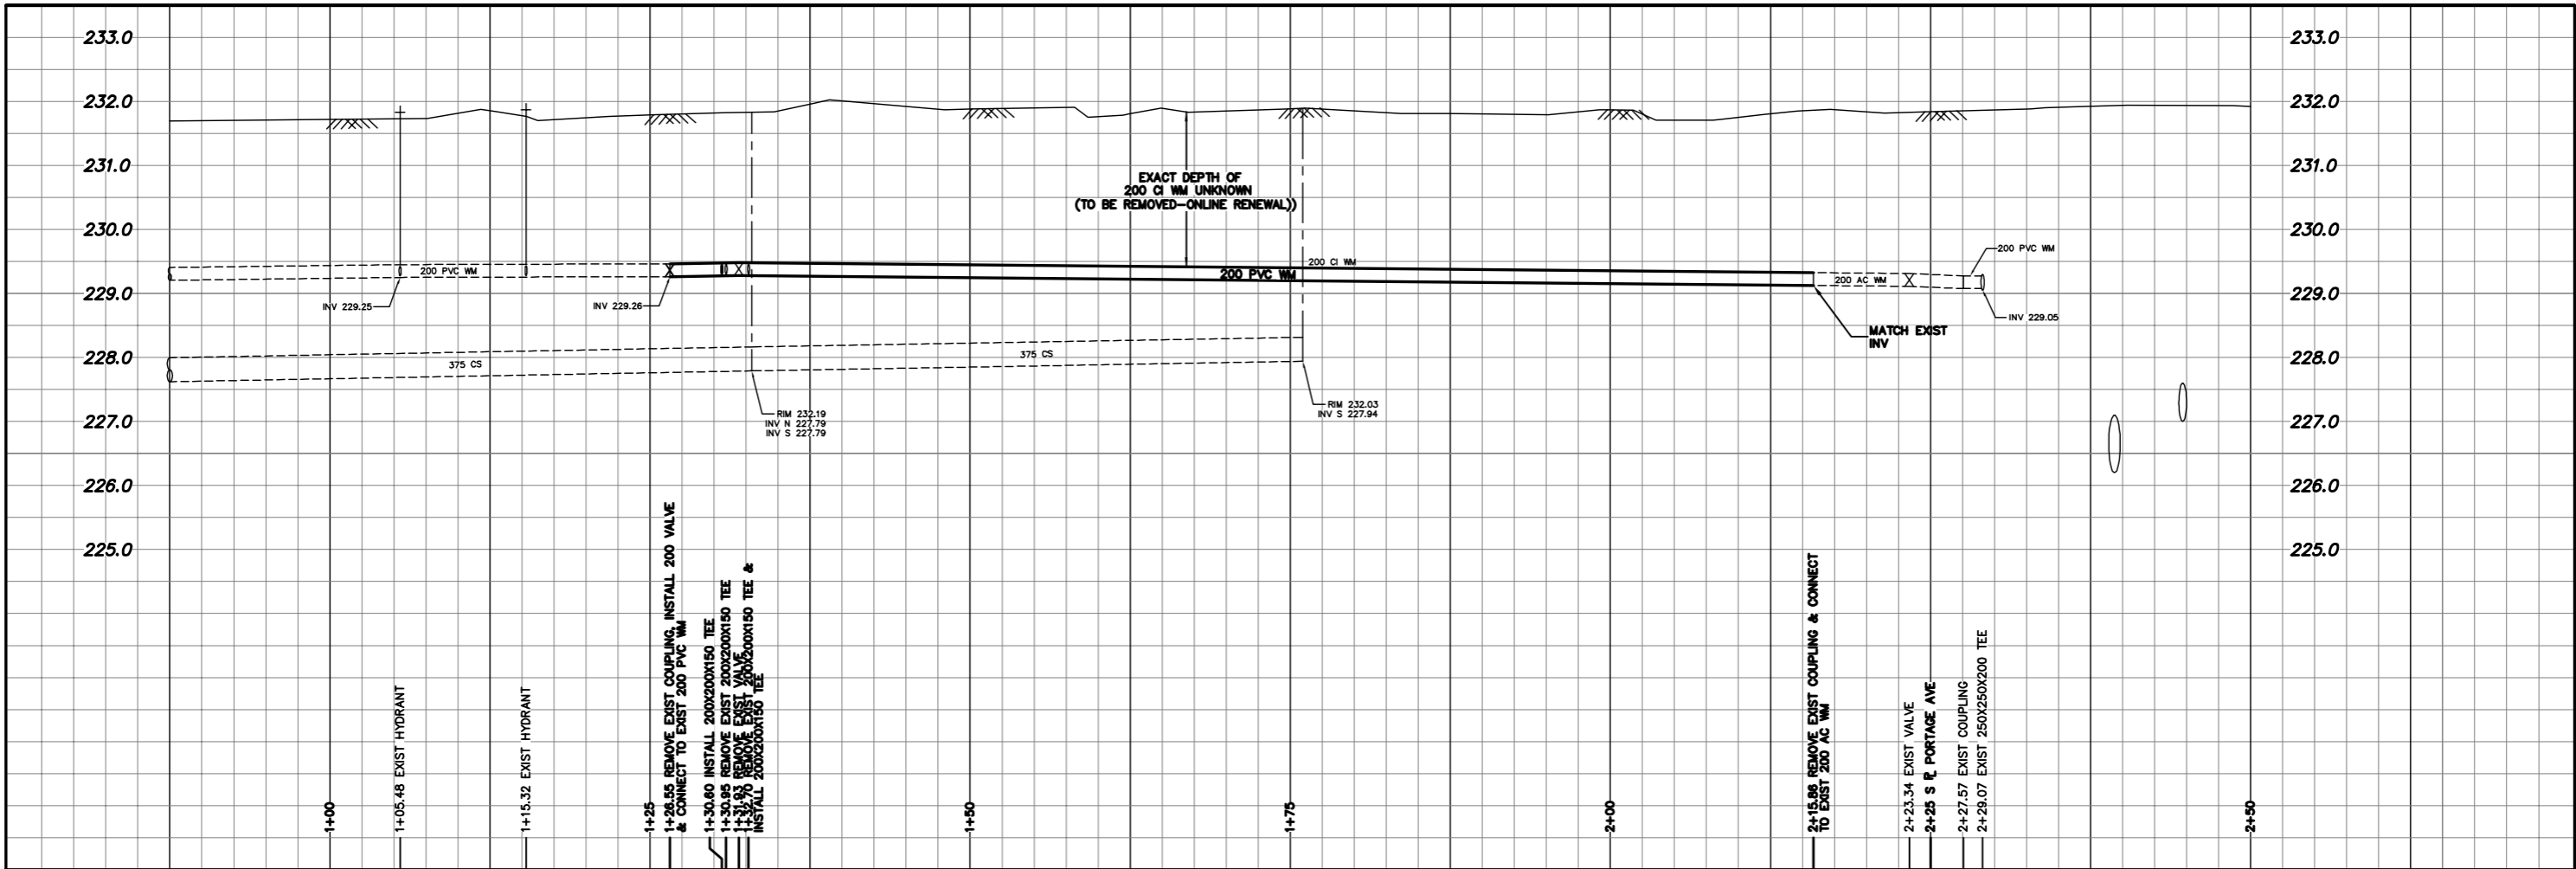 233.0
233.0
232.0
232.0
231.0
231.0
EXACT DEPTH OF
200 CI WM UNKNOWN
(TO BE REMOVED-ONLINE RENEWAL))
230.0
230.0
200 PVC WM
200 CI WM
200 PVC WM
200 PVC WM
200 AC WM
229.0
229.0
INV 229.25
INV 229.26
INV 229.05
MATCH EXIST
INV
228.0
228.0
375 CS
375 CS
RIM 232.19
INV N 227.79
INV S 227.79
RIM 232.03
INV S 227.94
227.0
227.0
226.0
226.0
225.0
225.0
1+00
1+05.48 EXIST HYDRANT
1+15.32 EXIST HYDRANT
1+25
1+26.55 REMOVE EXIST COUPLING, INSTALL 200 VALVE
& CONNECT TO EXIST 200 PVC WM
1+30.60 INSTALL 200X200X150 TEE
1+30.95 REMOVE EXIST 200X200X150 TEE
1+31.93 REMOVE EXIST VALVE
1+32.70 REMOVE EXIST 200X200X150 TEE &
INSTALL 200X200X150 TEE
1+50
1+75
2+00
2+15.86 REMOVE EXIST COUPLING & CONNECT
TO EXIST 200 AC WM
2+23.34 EXIST VALVE
2+25 S PL PORTAGE AVE
2+27.57 EXIST COUPLING
2+29.07 EXIST 250X250X200 TEE
2+50